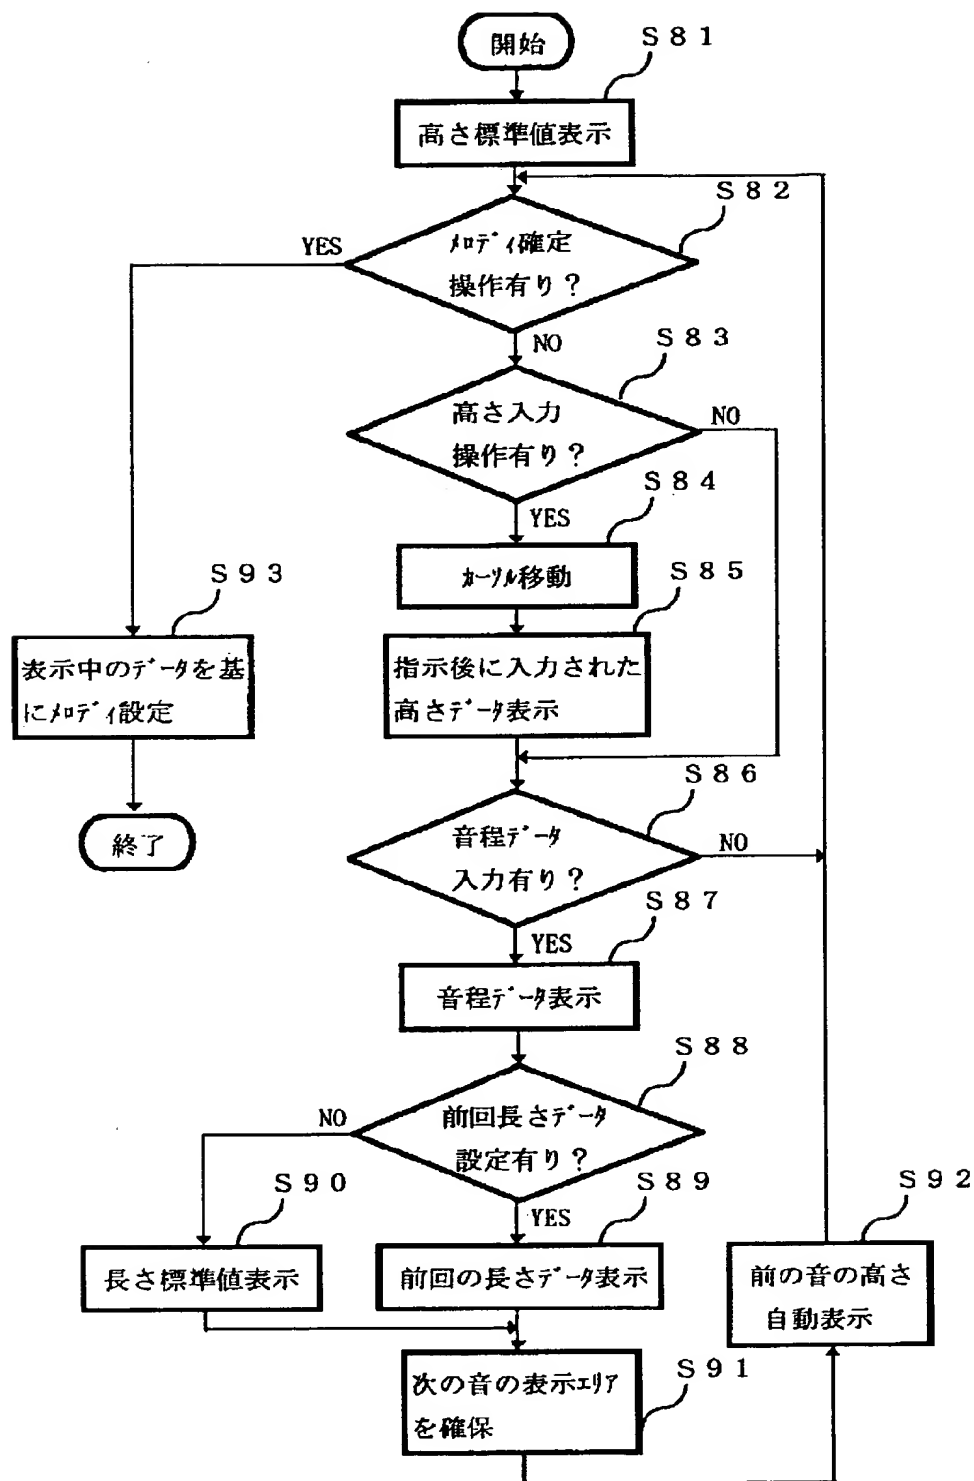 開始
S81
高さ標準値表示
S82
YES
メロディ確定
操作有り？
NO
S83
高さ入力
操作有り？
NO
S84
YES
カーソル移動
S85
S93
表示中のデータを基
にメロディ設定
指示後に入力された
高さデータ表示
S86
終了
音程データ
入力有り？
NO
S87
YES
音程データ表示
S88
NO
前回長さデータ
設定有り？
S90
S89
S92
YES
長さ標準値表示
前回の長さデータ表示
前の音の高さ
自動表示
S91
次の音の表示エリア
を確保